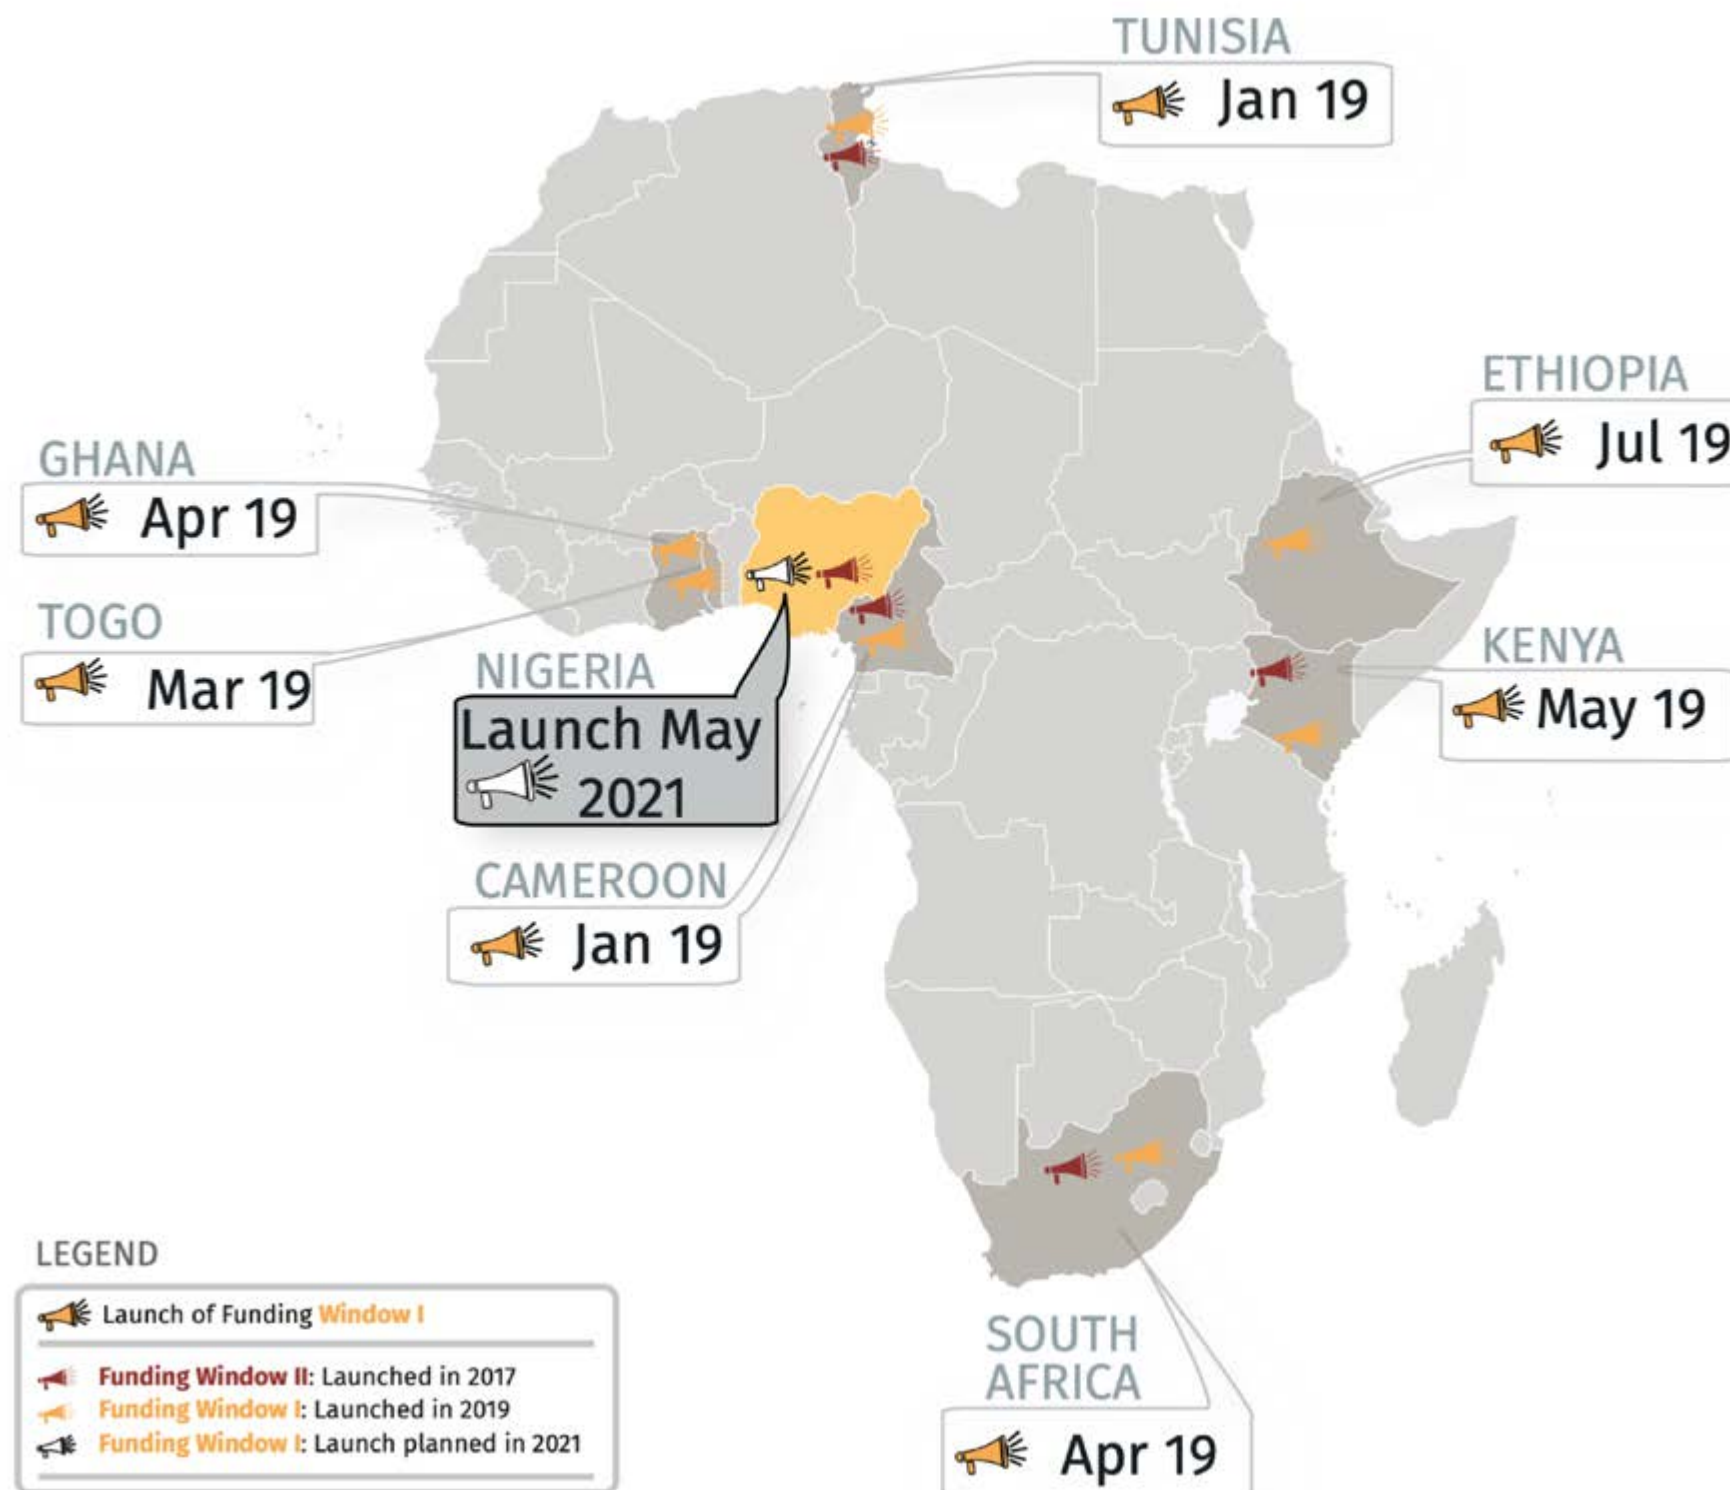 TUNISIA
Jan 19
ETHIOPIA
Jul 19
GHANA
Apr 19
TOGO
Mar 19
NIGERIA
Launch May
2021
KENYA
May 19
CAMEROON
Jan 19
SOUTH
AFRICA
Apr 19
LEGEND
Launch of Funding Window I
Funding Window II: Launched in 2017
Funding Window I: Launched in 2019
Funding Window I: Launch planned in 2021